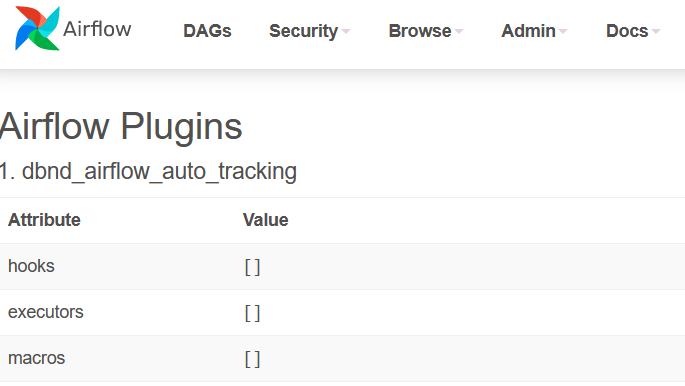 Airflow DAGs Security Browse Admin Docs
Airflow Plugins
1. dbnd_airflow_auto_tracking
Attribute Value
hooks []
executors []
macros []